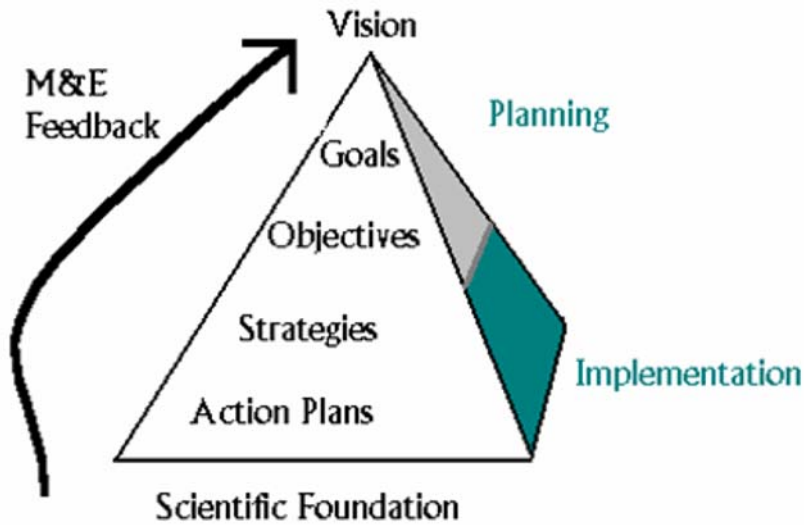 Vision
M&E
Feedback
Planning
Goals
Objectives
Strategies
Implementation
Action Plans
Scientific Foundation